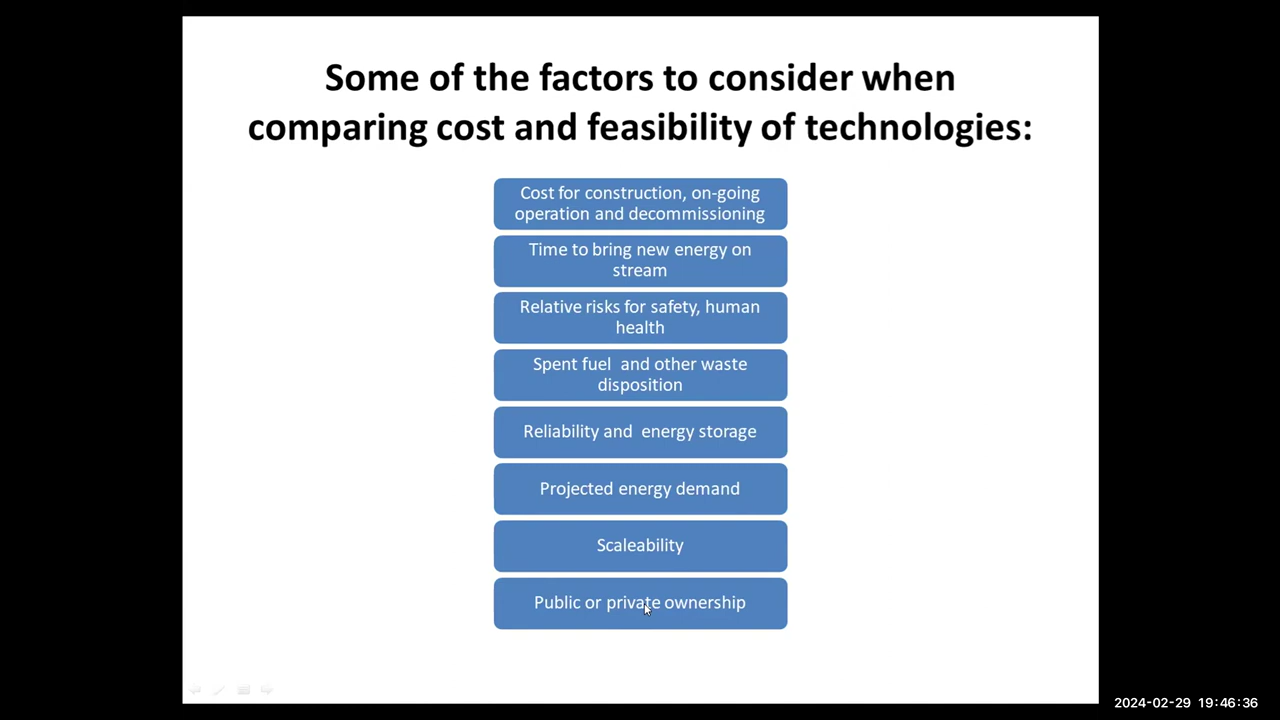 Some of the factors to consider when
comparing cost and feasibility of technologies:
Cost for construction, on-going
operation and decommissioning
Time to bring new energy on
stream
Relative risks for safety, human
health
Spent fuel  and other waste
disposition
Reliability and  energy storage
Projected energy demand
Scaleability
Public or private ownership
2024-02-29 19:46:36